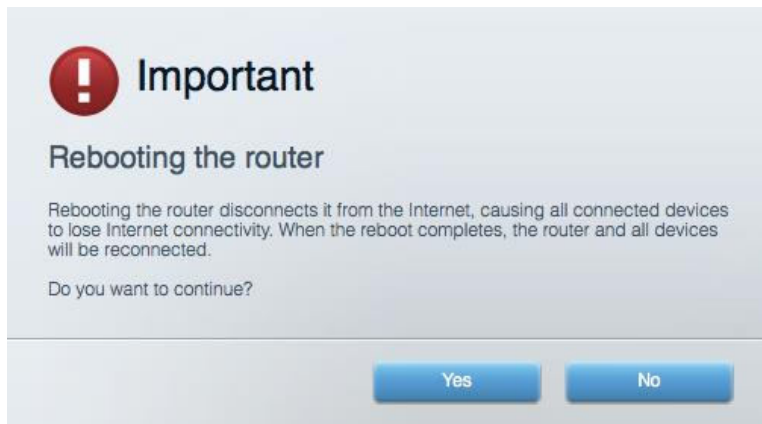 Important
Rebooting the router
Rebooting the router disconnects it from the Internet, causing all connected devices
to lose Internet connectivity. When the reboot completes, the router and all devices
will be reconnected.
Do you want to continue?
Yes No